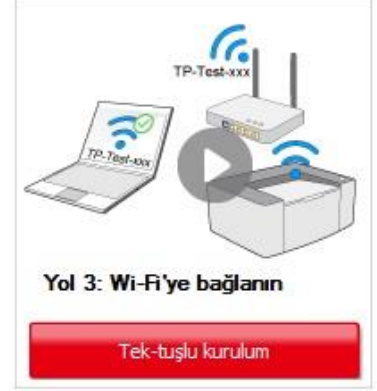 TP-Test-xxx
TP-Test-xxx
Yol 3: Wi-Fi'ye bağlanın
Tek-tuşlu kurulum